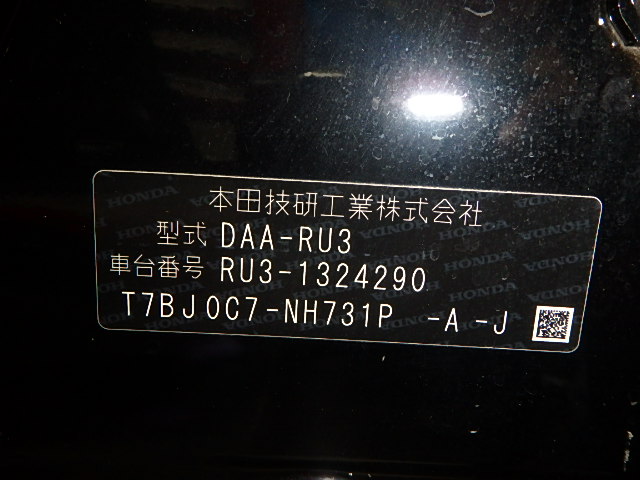 本田技研工業株式会社
型式 DAA-RU3
車台番号 RU3-1324290
T7BJ0C7-NH731P -A-J